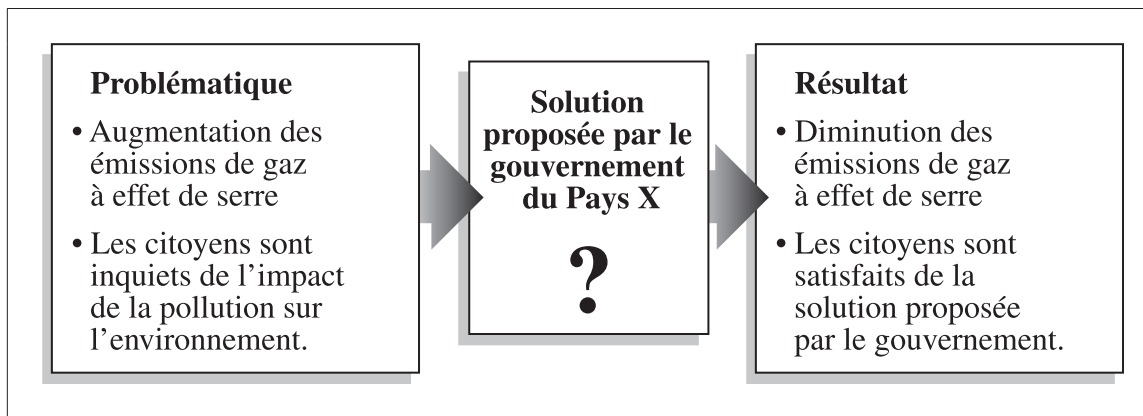 Problématique
• Augmentation des
émissions de gaz
à effet de serre
• Les citoyens sont
inquiets de l'impact
de la pollution sur
l'environnement.
Solution
proposée par le
gouvernement
du Pays X
?
Résultat
• Diminution des
émissions de gaz
à effet de serre
• Les citoyens sont
satisfaits de la
solution proposée
par le gouvernement.